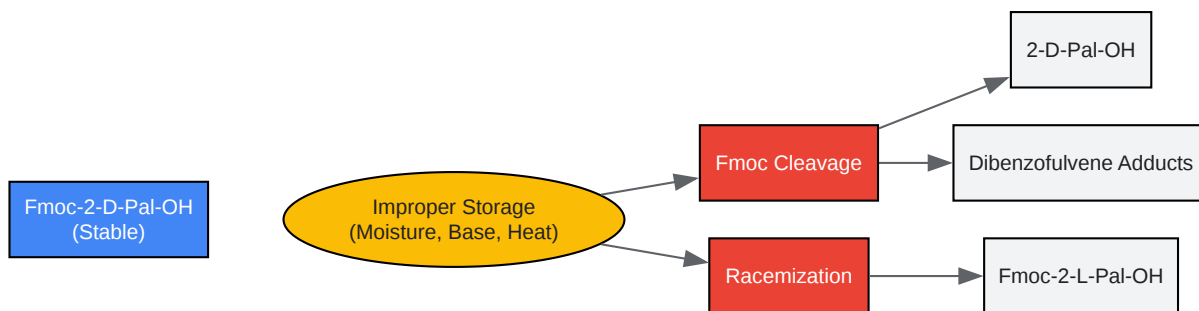 Fmoc-2-D-Pal-OH
(Stable)
Improper Storage
(Moisture, Base, Heat)
Fmoc Cleavage
Racemization
2-D-Pal-OH
Dibenzofulvene Adducts
Fmoc-2-L-Pal-OH